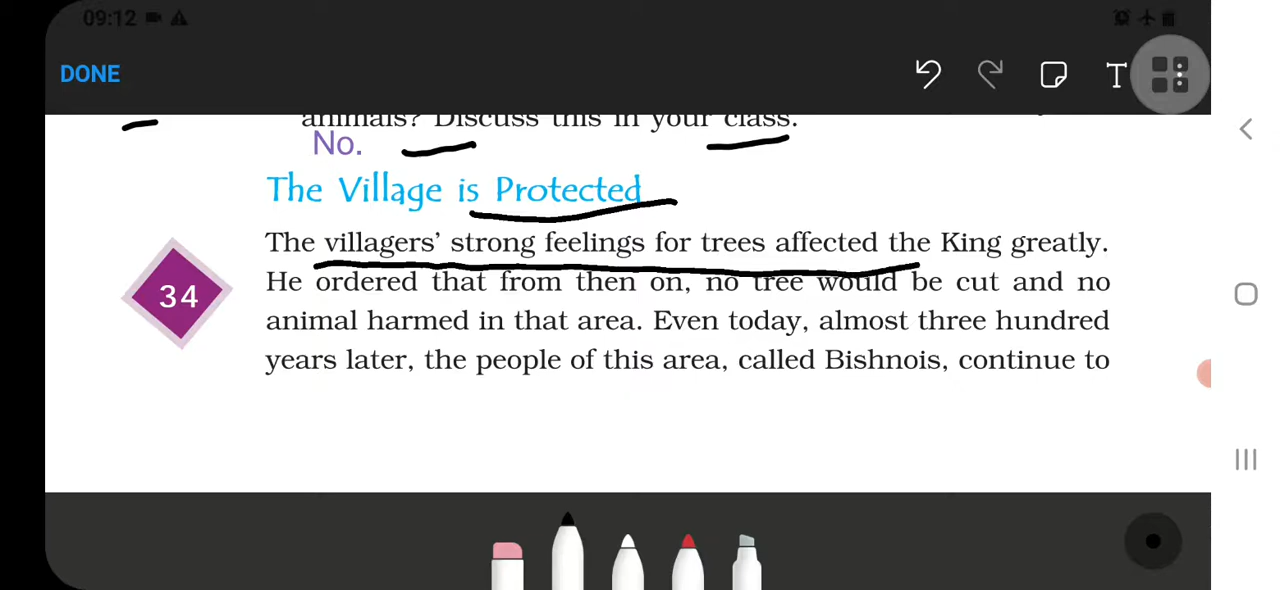 09:12
DONE
T
animals? Discuss this in your class.
No.
The Village is Protected
The villagers' strong feelings for trees affected the King greatly.
He ordered that from then on, no tree would be cut and no
34
animal harmed in that area. Even today, almost three hundred
years later, the people of this area, called Bishnois, continue to